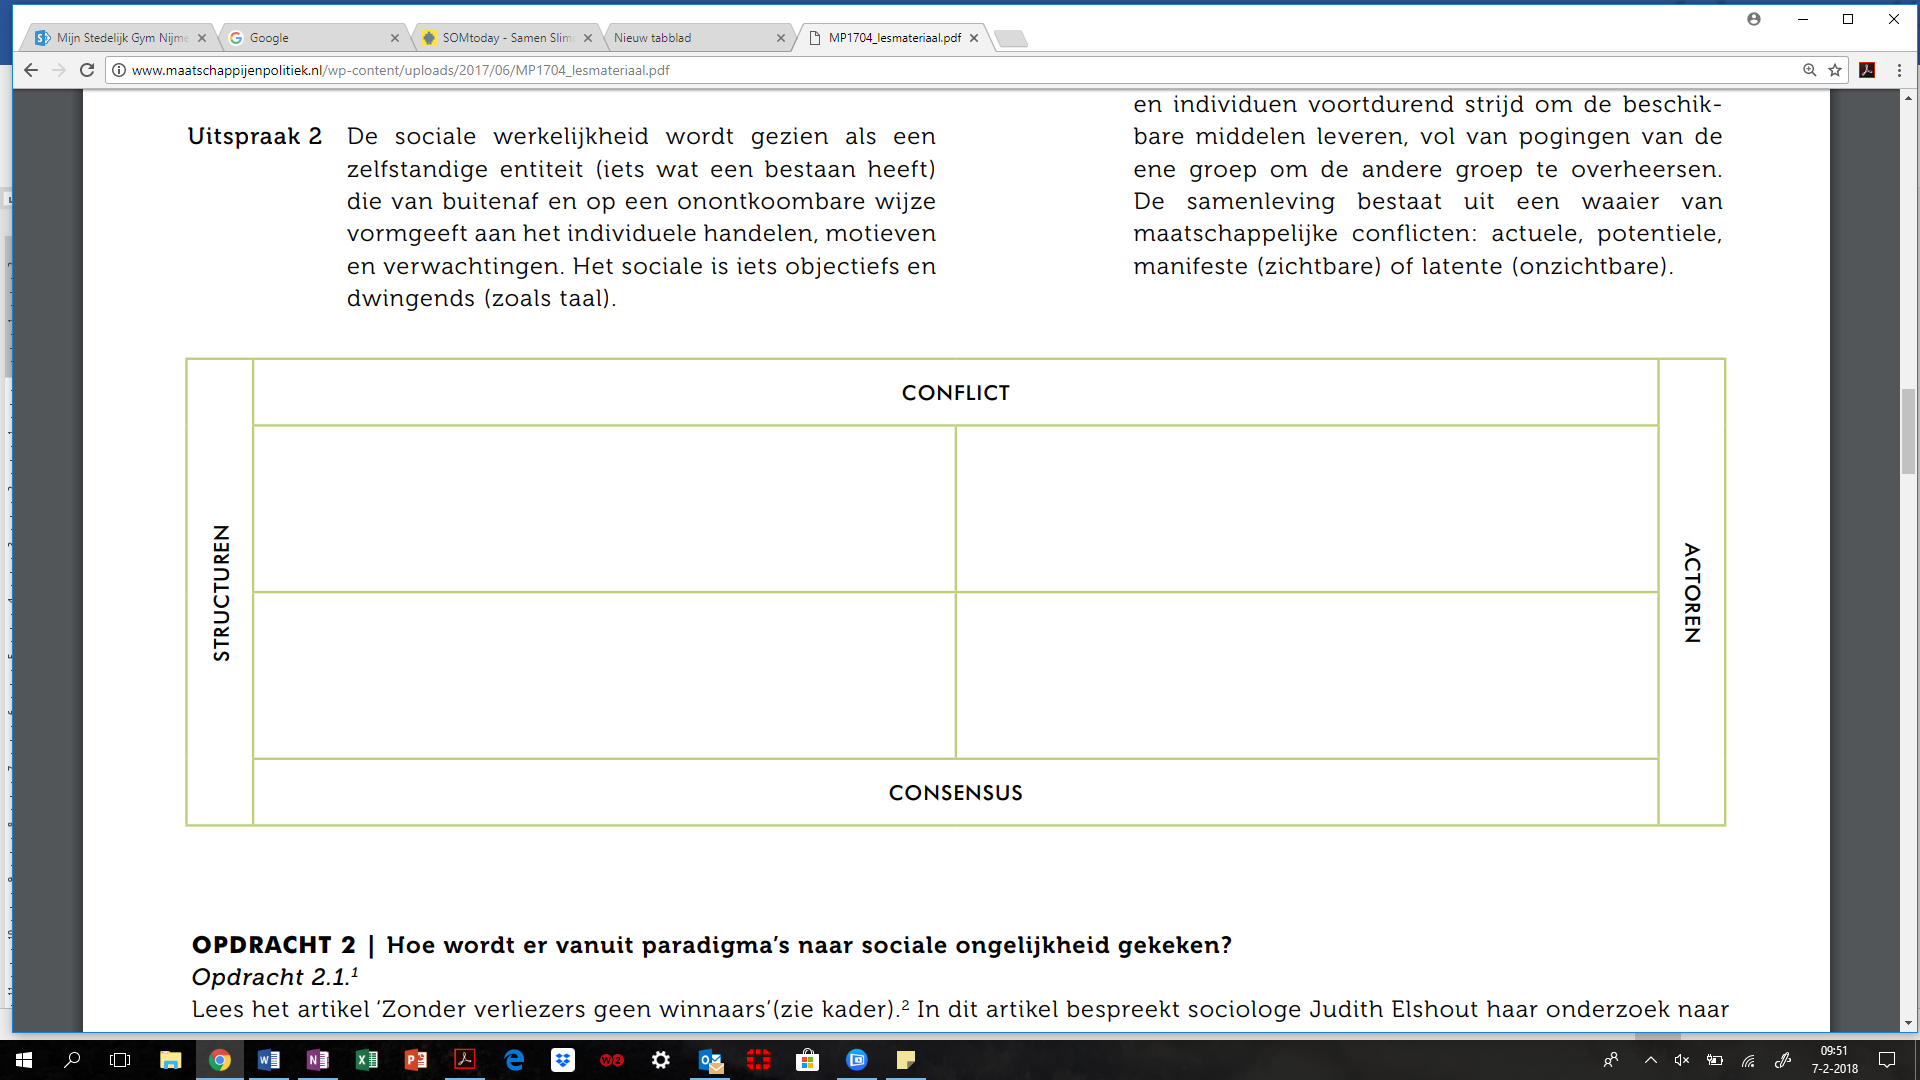 Mijn Stedelijk Gym Nijme
Google
SOMtoday - Samen Slim
Nieuw tabblad
MP1704_lesmateriaal.pdf
www.maatschappijenpolitiek.nl/wp-content/uploads/2017/06/MP1704_lesmateriaal.pdf
Uitspraak 2 De sociale werkelijkheid wordt gezien als een
zelfstandige entiteit (iets wat een bestaan heeft)
die van buitenaf en op een onontkoombare wijze
vormgeeft aan het individuele handelen, motieven
en verwachtingen. Het sociale is iets objectiefs en
dwingends (zoals taal).
en individuen voortdurend strijd om de beschik-
bare middelen leveren, vol van pogingen van de
ene groep om de andere groep te overheersen.
De samenleving bestaat uit een waaier van
maatschappelijke conflicten: actuele, potentiele,
manifeste (zichtbare) of latente (onzichtbare).
CONFLICT
STRUCTUREN
ACTOREN
CONSENSUS
OPDRACHT 2 | Hoe wordt er vanuit paradigma's naar sociale ongelijkheid gekeken?
Opdracht 2.1.¹
Lees het artikel 'Zonder verliezers geen winnaars'(zie kader).² In dit artikel bespreekt sociologe Judith Elshout haar onderzoek naar
09:51
7-2-2018